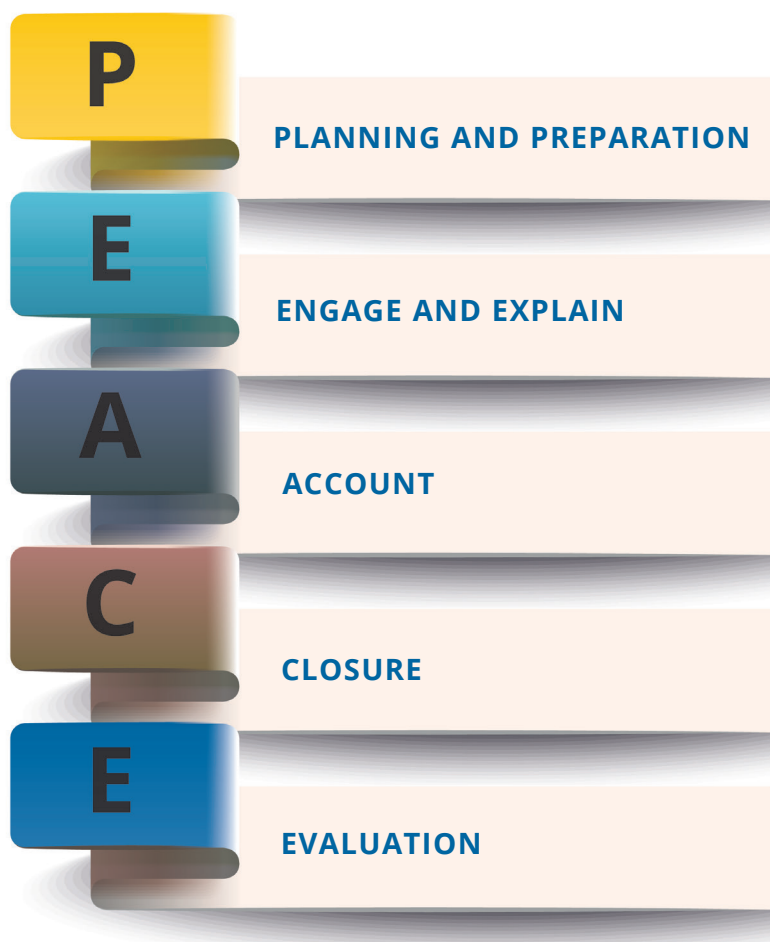 P
PLANNING AND PREPARATION
E
ENGAGE AND EXPLAIN
A
ACCOUNT
C
CLOSURE
E
EVALUATION